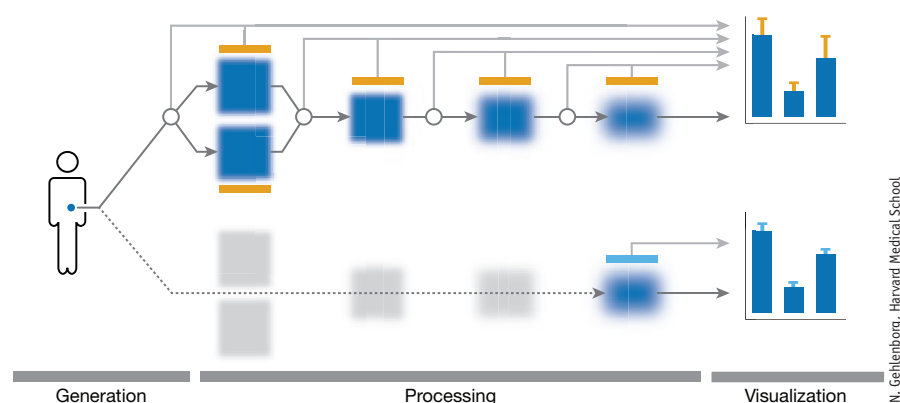 N. Gehlenborg, Harvard Medical School
Generation
Processing
Visualization